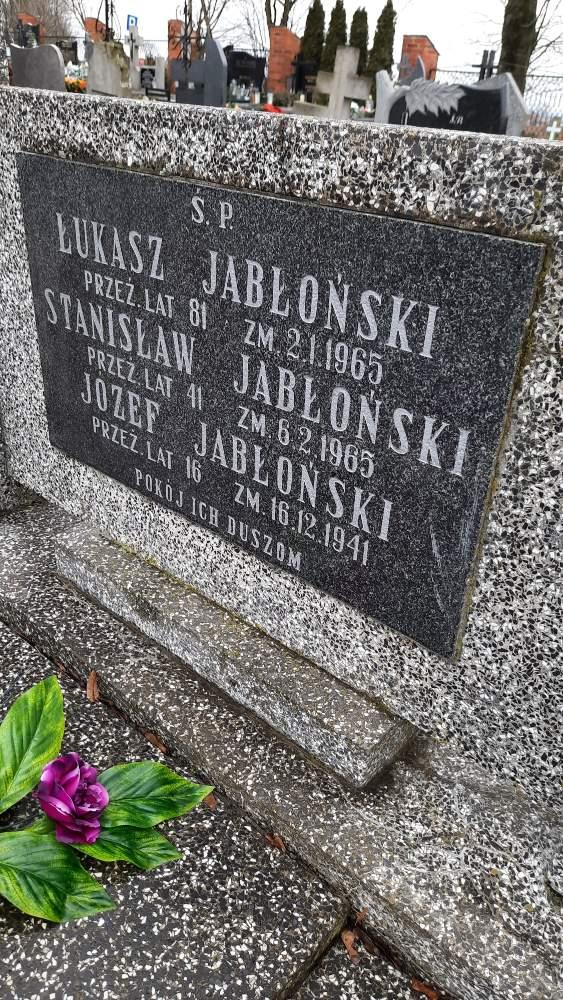 Ś. P.
ŁUKASZ JABŁOŃSKI
PRZEŻ. LAT 81 ZM. 2.1.1965
STANISŁAW JABŁOŃSKI
PRZEŻ. LAT 41 ZM. 6.2.1965
JÓZEF JABŁOŃSKI
PRZEŻ. LAT 16 ZM. 16.12.1941
POKÓJ ICH DUSZOM